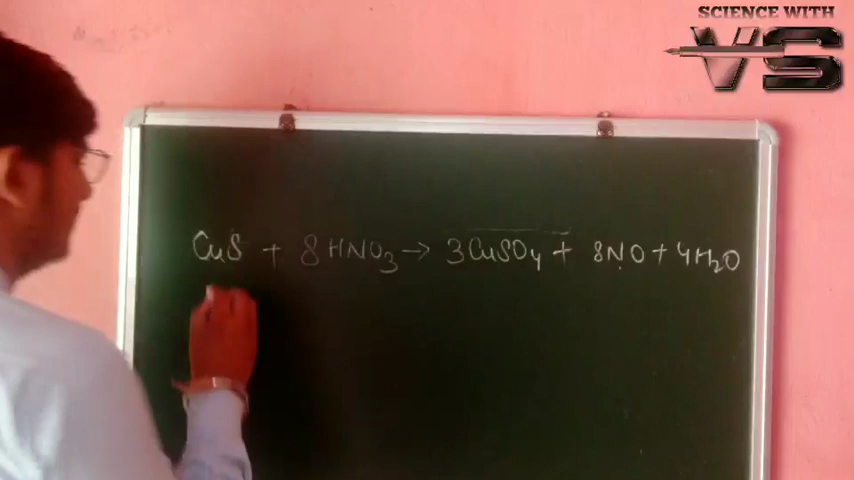 SCIENCE WITH
VS
CuS + 8HNO3 → 3CuSO4 + 8NO + 4H2O